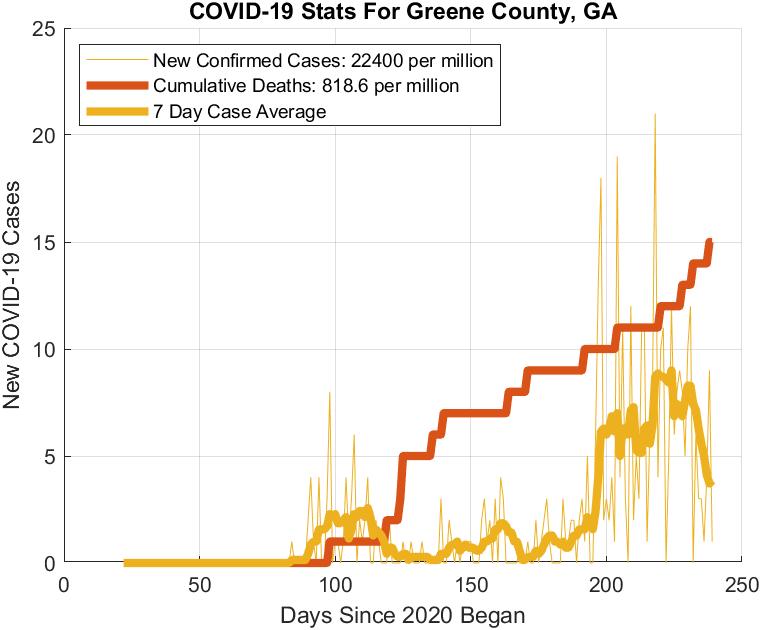 COVID-19 Stats For Greene County, GA
New Confirmed Cases: 22400 per million
Cumulative Deaths: 818.6 per million
7 Day Case Average
New COVID-19 Cases
25
20
15
10
5
0
0 50 100 150 200 250
Days Since 2020 Began